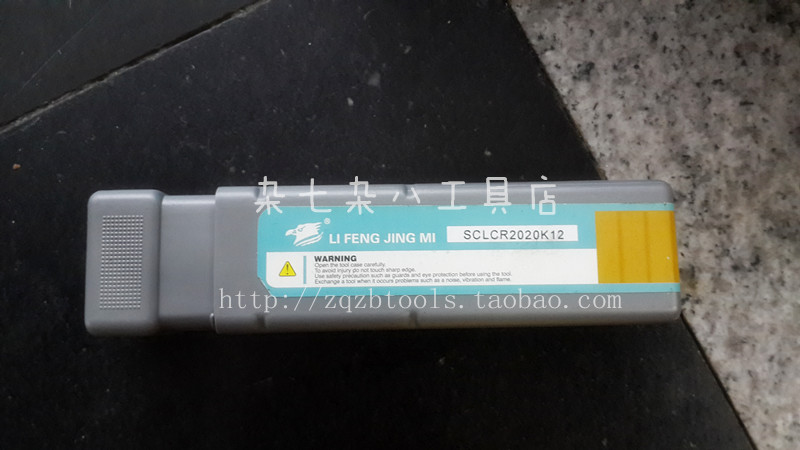 杂七杂八工具店
LI FENG JING MI
SCLCR2020K12
WARNING
Open the tool case carefully.
To avoid injury do not touch sharp edge.
Use safety precaution such as guards and eye protection before using the tool.
Exchange a tool when it occurs problems such as a noise, vibration and flame.
http://zqzbtools.taobao.com/